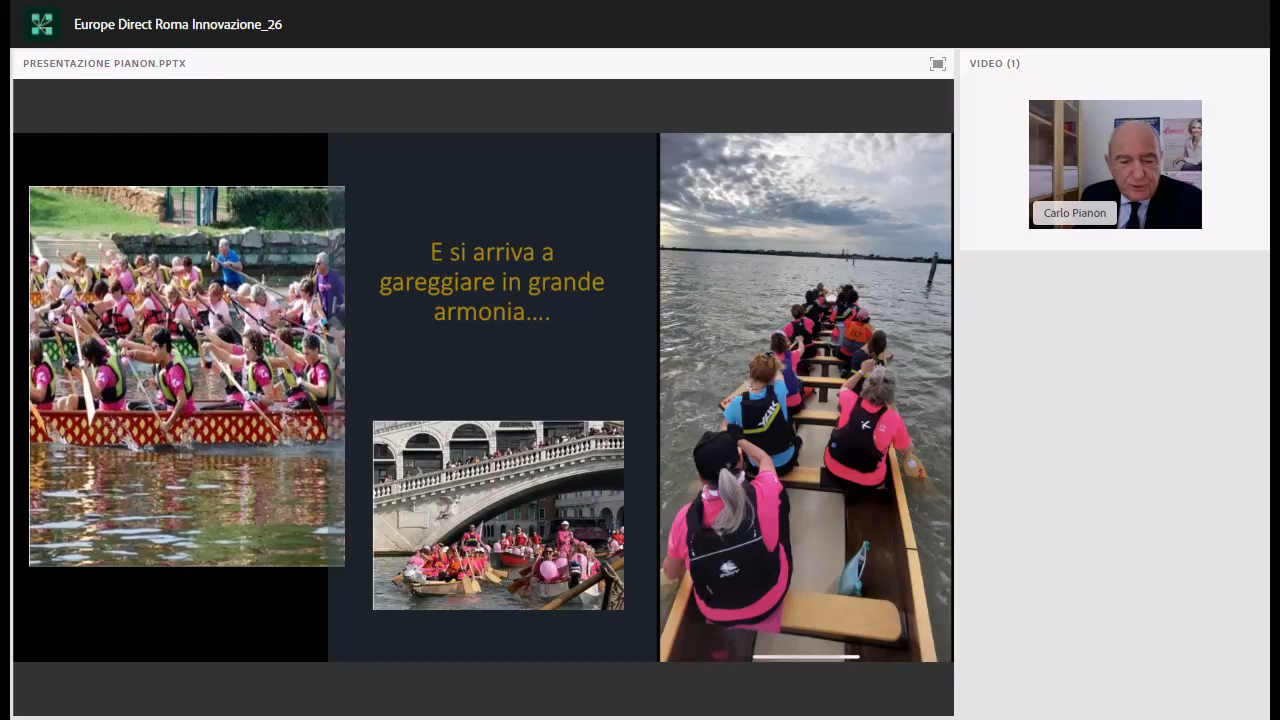 Europe Direct Roma Innovazione_26
PRESENTAZIONE PIANON.PPTX
VIDEO (1)
Carlo Pianon
E si arriva a
gareggiare in grande
armonia....